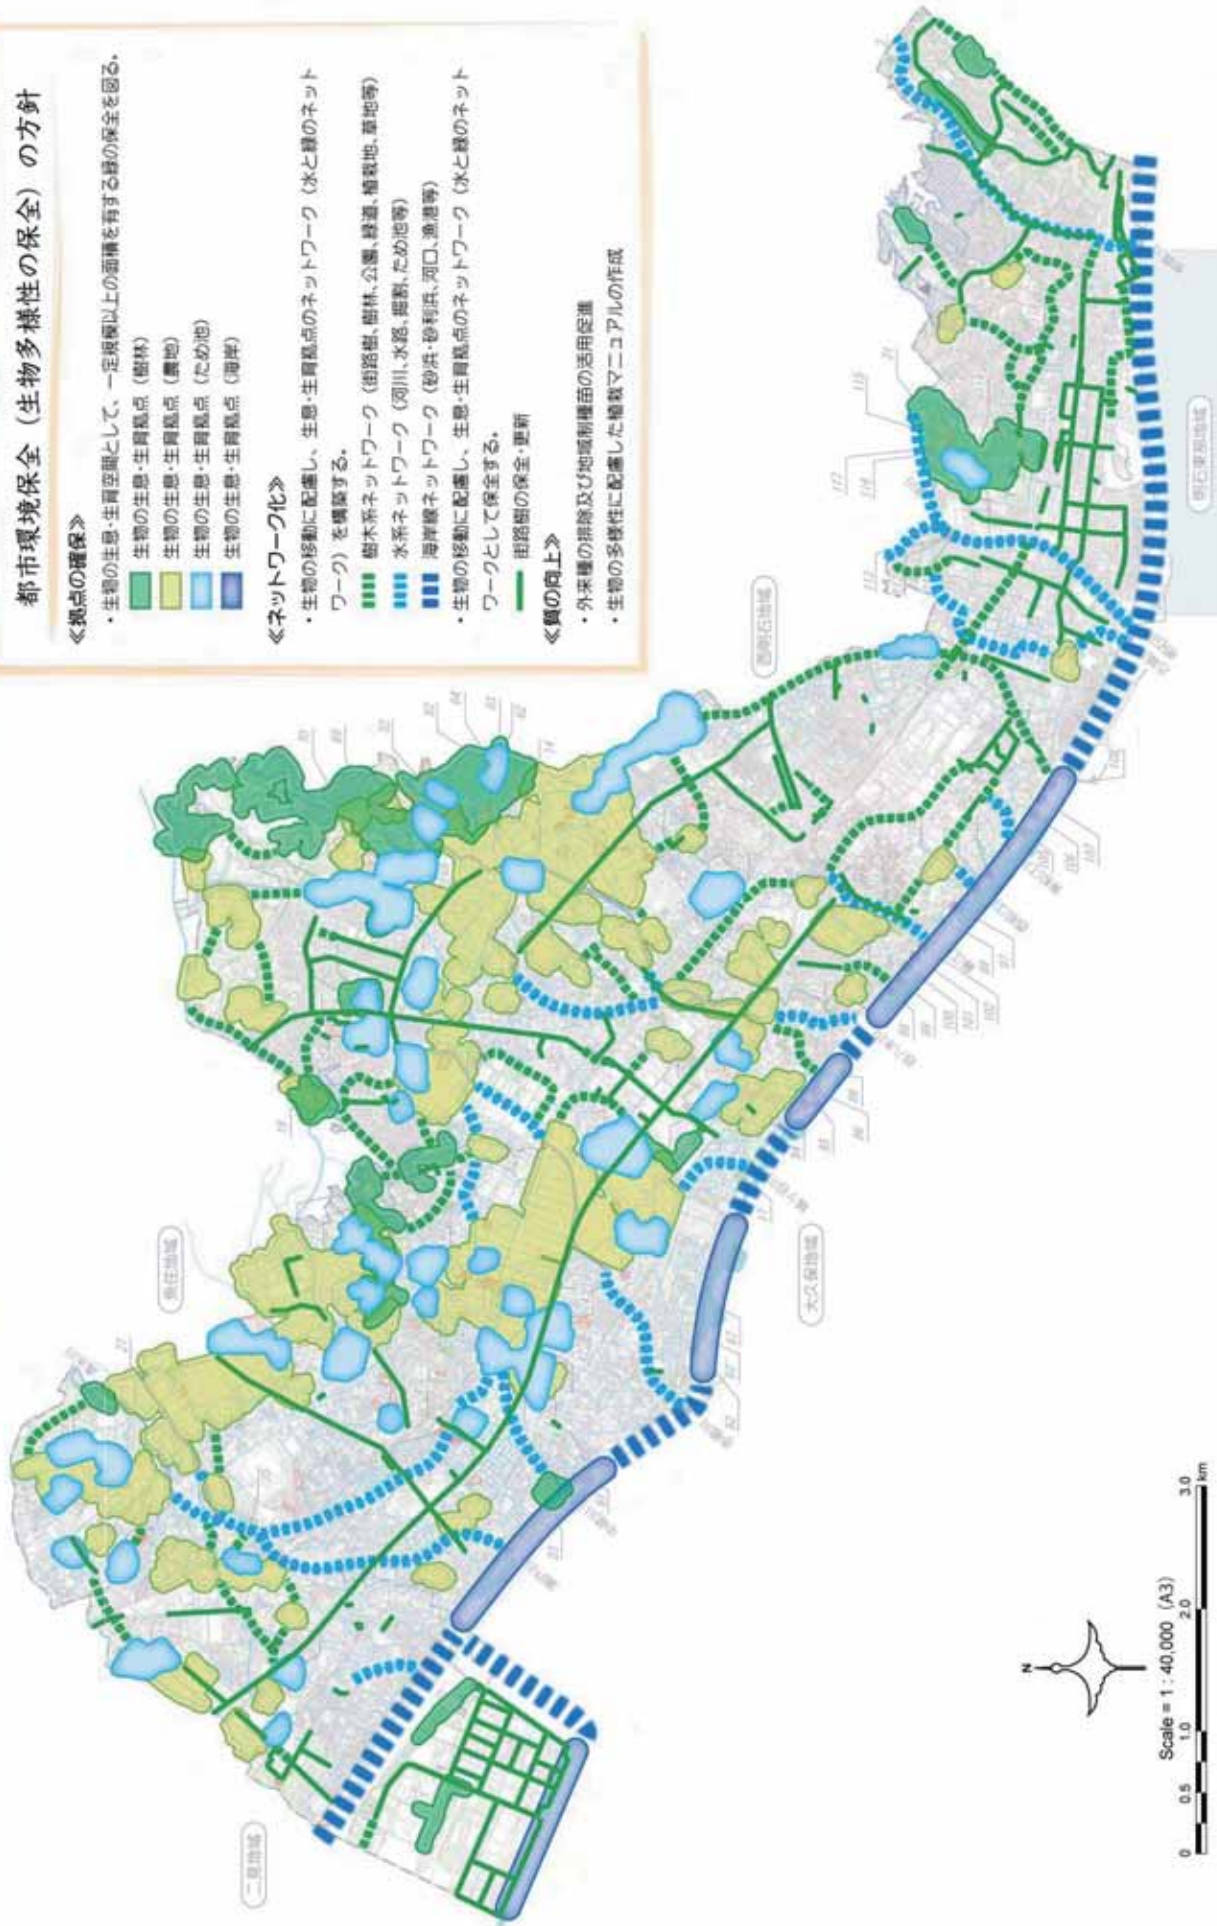 都市環境保全（生物多様性の保全）の方針
≪拠点の確保≫
・生物の生息・生育空間として、一定規模以上の面積を有する緑の保全を図る。
生物の生息・生育拠点（樹林）
生物の生息・生育拠点（農地）
生物の生息・生育拠点（ため池）
生物の生息・生育拠点（海岸）
≪ネットワーク化≫
・生物の移動に配慮し、生息・生育拠点のネットワーク（水と緑のネット
ワーク）を構築する。
樹木系ネットワーク（街路樹、樹林、公園、緑道、植栽地、草地等）
水系ネットワーク（河川、水路、掘割、ため池等）
海岸線ネットワーク（砂浜・砂利浜、河口、漁港等）
・生物の移動に配慮し、生息・生育拠点のネットワーク（水と緑のネット
ワークとして保全する。
街路樹の保全・更新
≪質の向上≫
・外来種の排除及び地域制種苗の活用促進
・生物の多様性に配慮した植栽マニュアルの作成
二見地域
魚住地域
大久保地域
西明石地域
明石東部地域
N
Scale = 1 : 40,000 (A3)
0 0.5 1.0 2.0 3.0
km